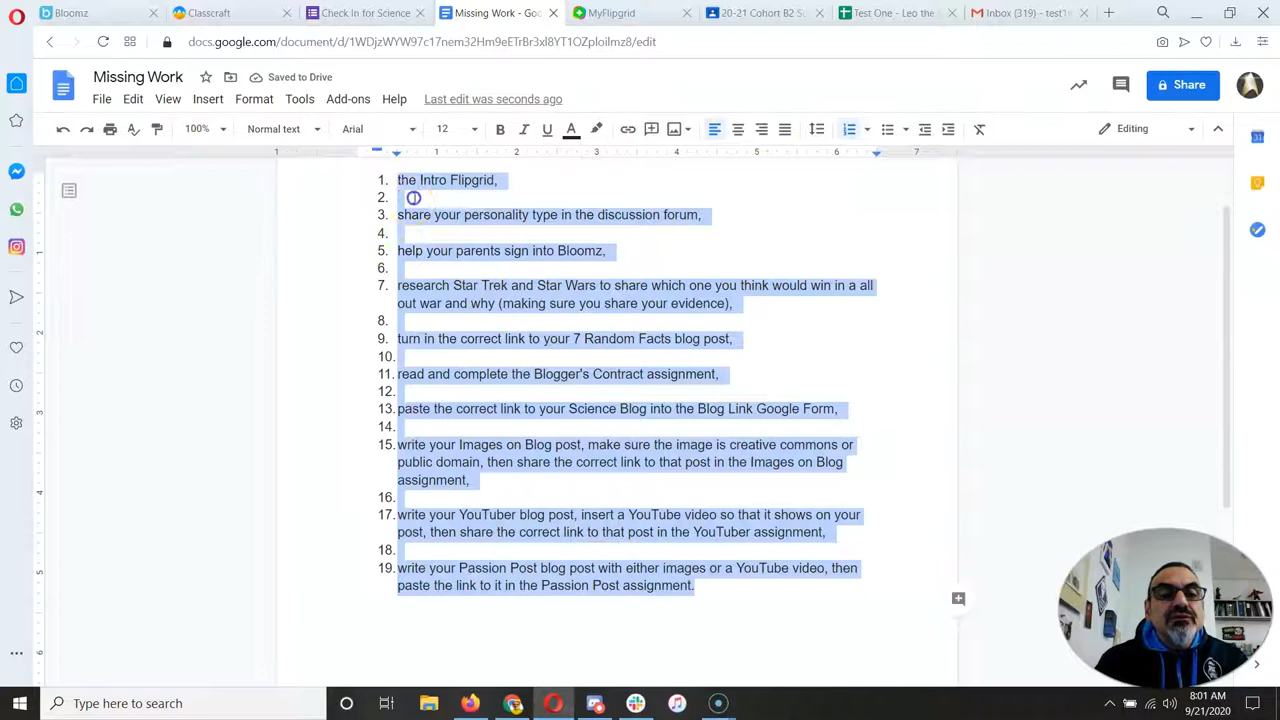 Bloomz
Classcraft
Check In for Science
Missing Work - Goo
MyFlipgrid
20-21 Cohort B2 S
Test One - Leo the
Inbox (319) - test1
docs.google.com/document/d/1WDjzWYW97c17nem32Hm9eETrBr3xl8YT1OZploilmz8/edit
Missing Work
Saved to Drive
File Edit View Insert Format Tools Add-ons Help Last edit was seconds ago
Share
100% Normal text Arial 12 Editing
1 1 2 3 4 5 6 7
1. the Intro Flipgrid,
2.
3. share your personality type in the discussion forum,
4.
5. help your parents sign into Bloomz,
6.
7. research Star Trek and Star Wars to share which one you think would win in a all
out war and why (making sure you share your evidence),
8.
9. turn in the correct link to your 7 Random Facts blog post,
10.
11. read and complete the Blogger's Contract assignment,
12.
13. paste the correct link to your Science Blog into the Blog Link Google Form,
14.
15. write your Images on Blog post, make sure the image is creative commons or
public domain, then share the correct link to that post in the Images on Blog
assignment,
16.
17. write your YouTuber blog post, insert a YouTube video so that it shows on your
post, then share the correct link to that post in the YouTuber assignment,
18.
19. write your Passion Post blog post with either images or a YouTube video, then
paste the link to it in the Passion Post assignment.
Type here to search
8:01 AM
9/21/2020